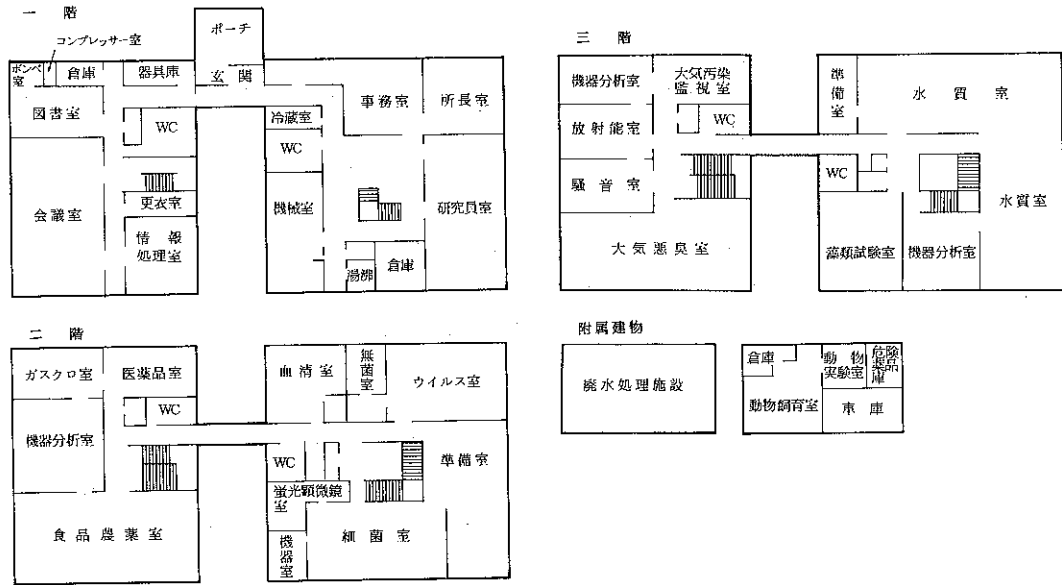 一階
ポーチ
コンプレッサー室
ボンベ室
倉庫
器具庫
玄関
事務室
所長室
図書室
WC
冷蔵室
WC
会議室
更衣室
機械室
研究員室
情報処理室
湯沸
倉庫
二階
ガスクロ室
医薬品室
血清室
無菌室
ウイルス室
WC
機器分析室
WC
準備室
蛍光顕微鏡室
食品農薬室
機器室
細菌室
三階
機器分析室
大気汚染監視室
準備室
水質室
放射能室
WC
騒音室
WC
水質室
大気悪臭室
藻類試験室
機器分析室
附属建物
廃水処理施設
倉庫
動物実験室
危険薬品庫
動物飼育室
車庫